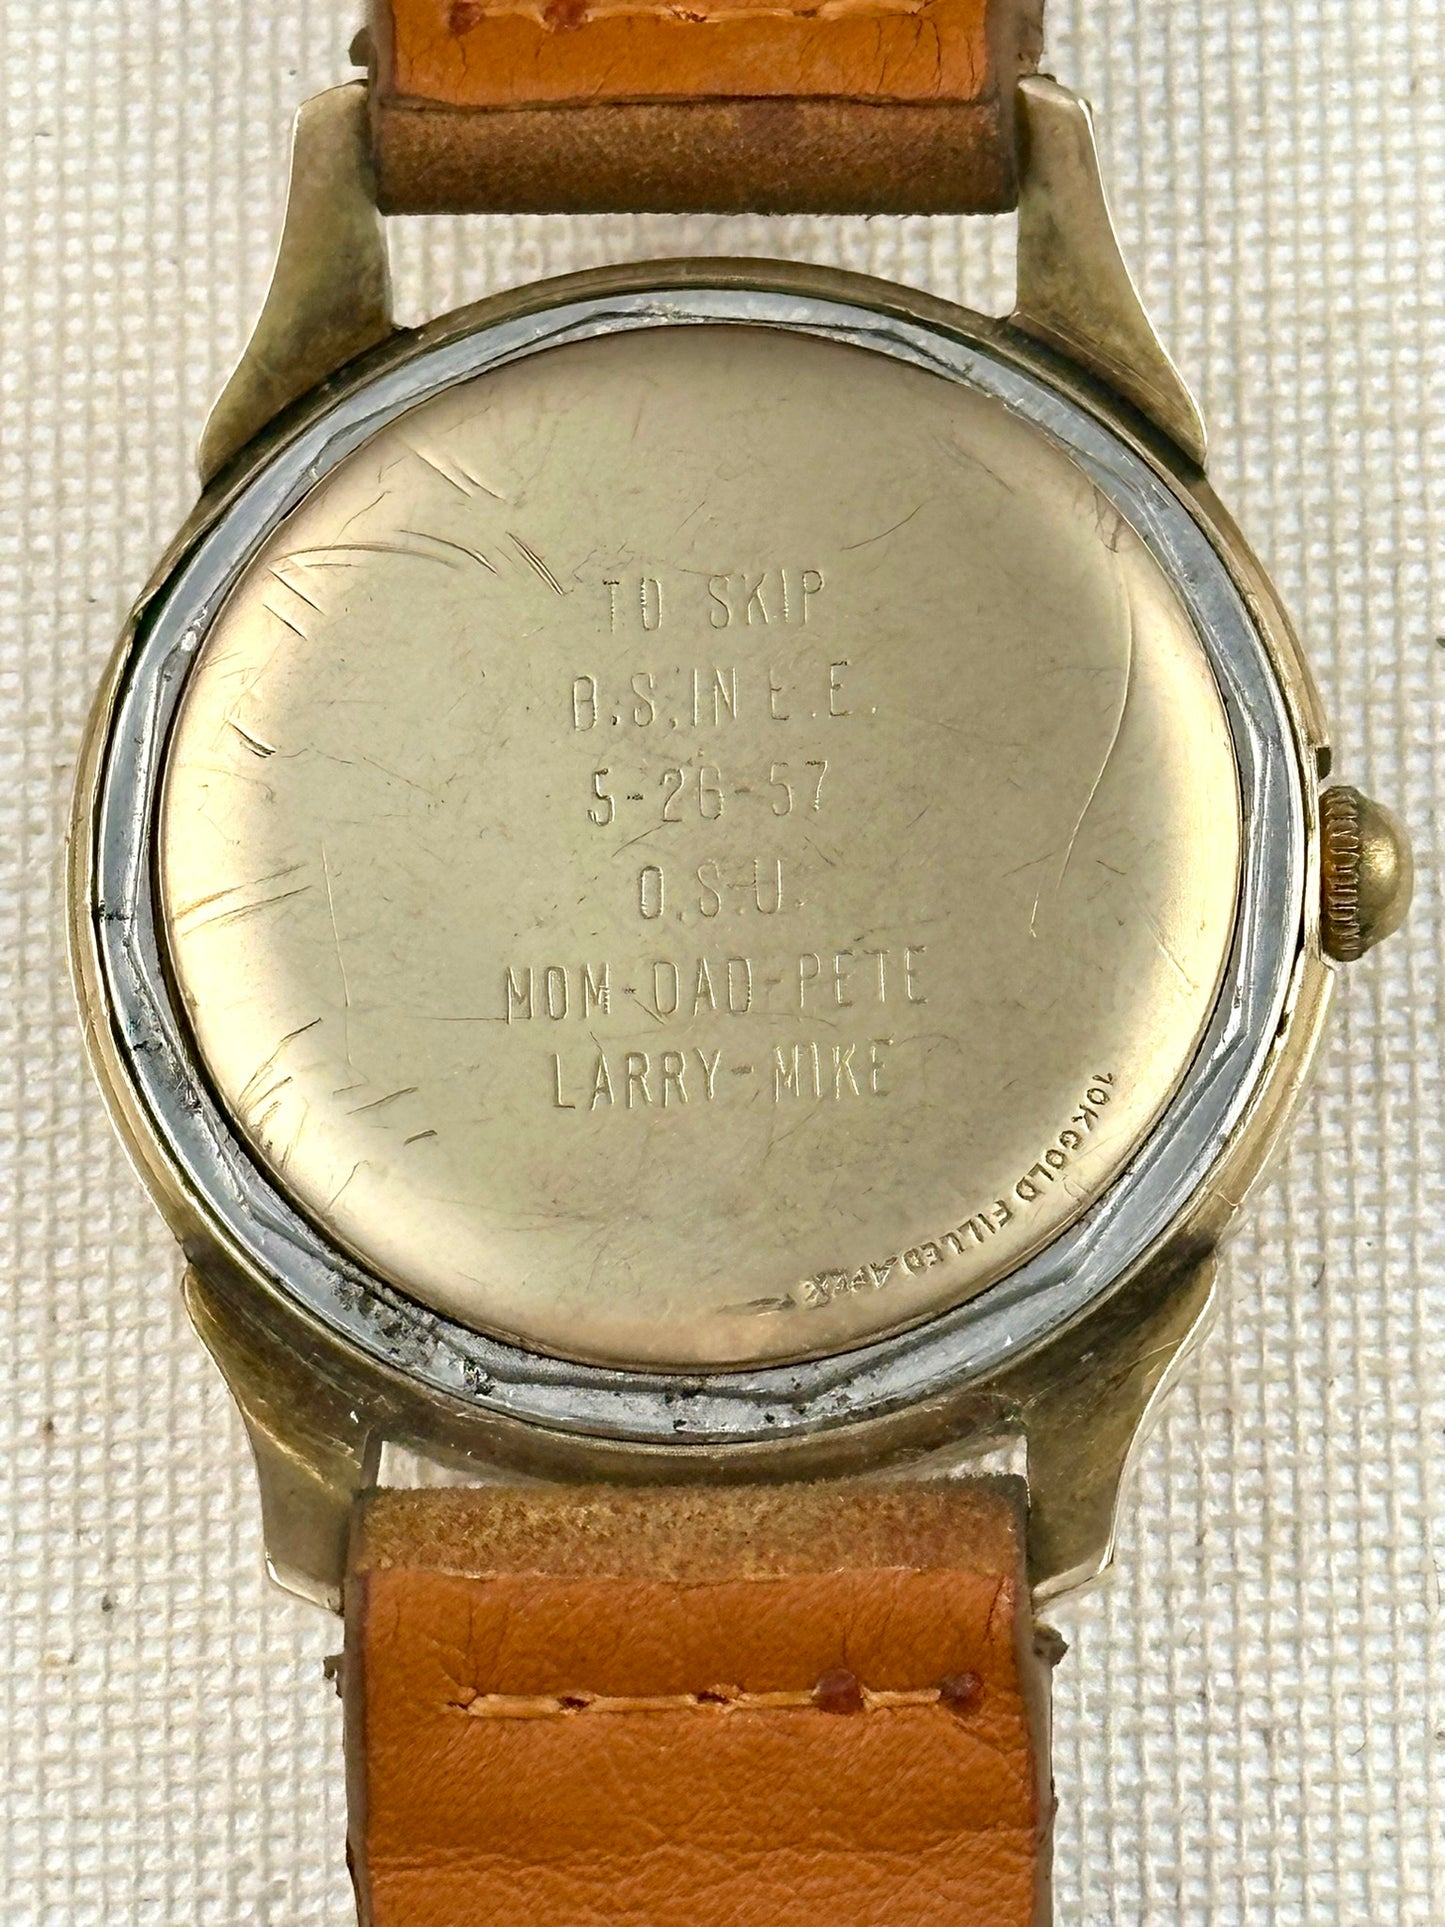 TO SKIP
B.S. IN E.E.
5-26-57
O.S.U.
MOM-DAD-PETE
LARRY-MIKE
10K GOLD FILLED